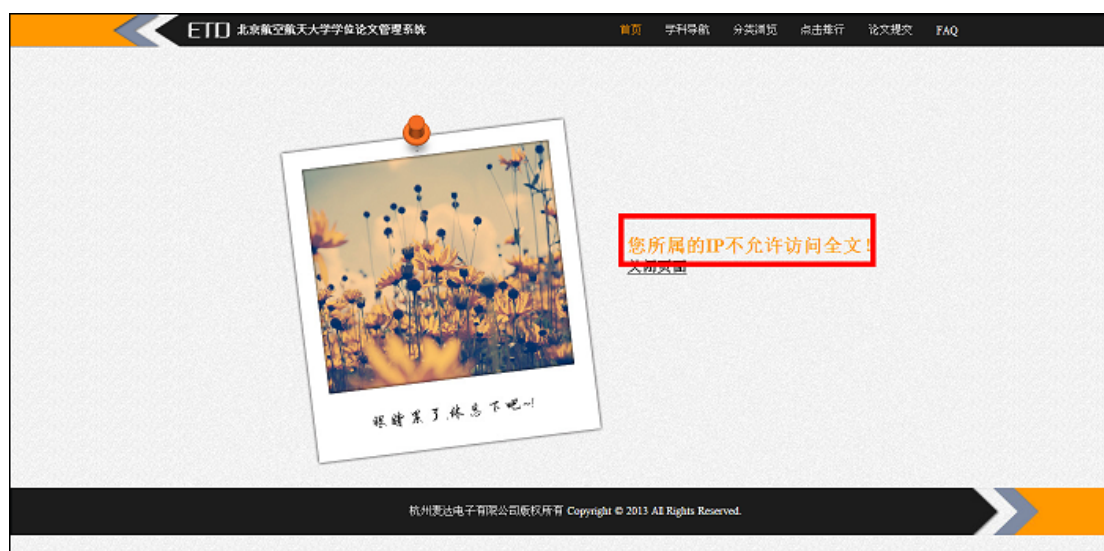 ETD 北京航空航天大学学位论文管理系统
首页 学科导航 分类浏览 点击排行 论文提交 FAQ
您所属的IP不允许访问全文!
关闭页面
眼睛累了,休息下吧~!
杭州麦达电子有限公司版权所有 Copyright © 2013 All Rights Reserved.